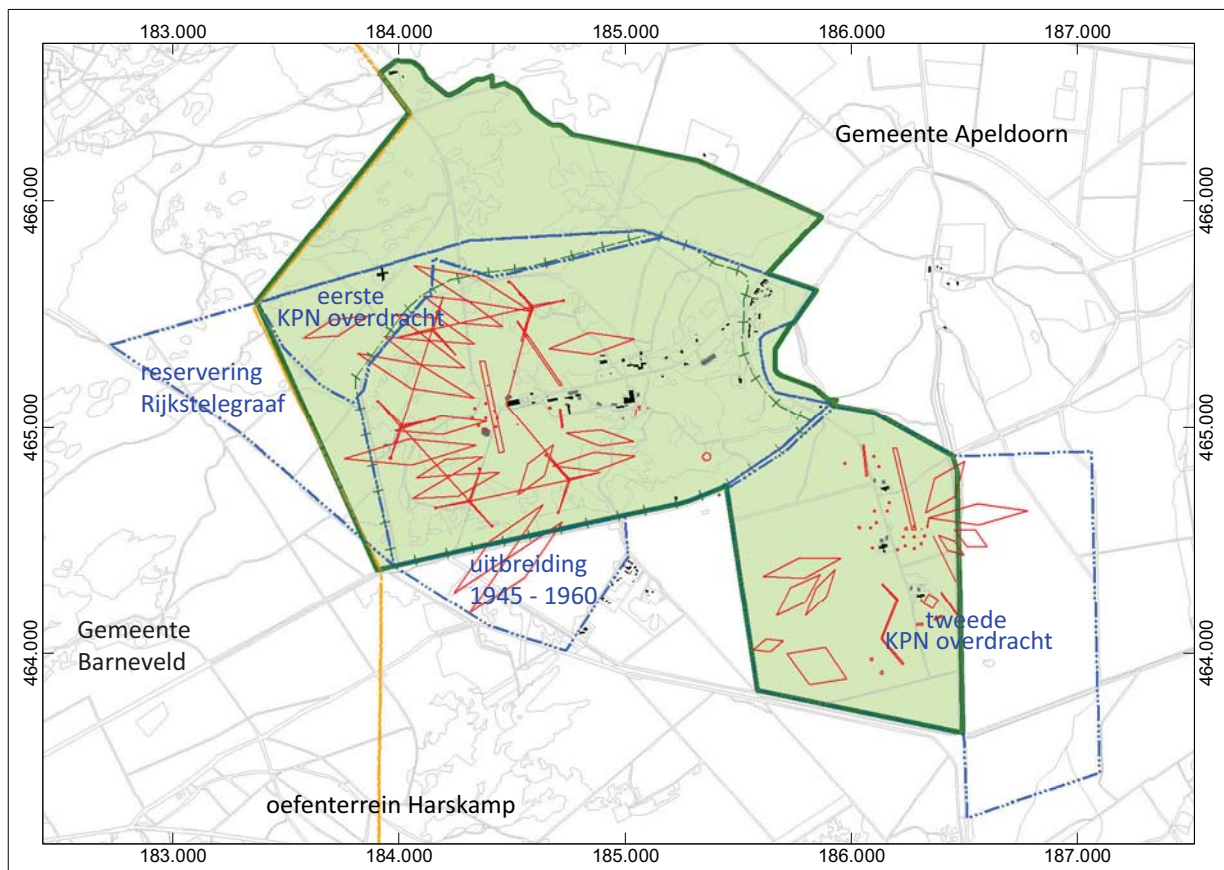 183.000
184.000
185.000
186.000
187.000
Gemeente Apeldoorn
466.000
466.000
eerste
KPN overdracht
reservering
Rijkstelegraaf
465.000
465.000
uitbreiding
1945 - 1960
tweede
KPN overdracht
Gemeente
Barneveld
464.000
464.000
oefenterrein Harskamp
183.000
184.000
185.000
186.000
187.000